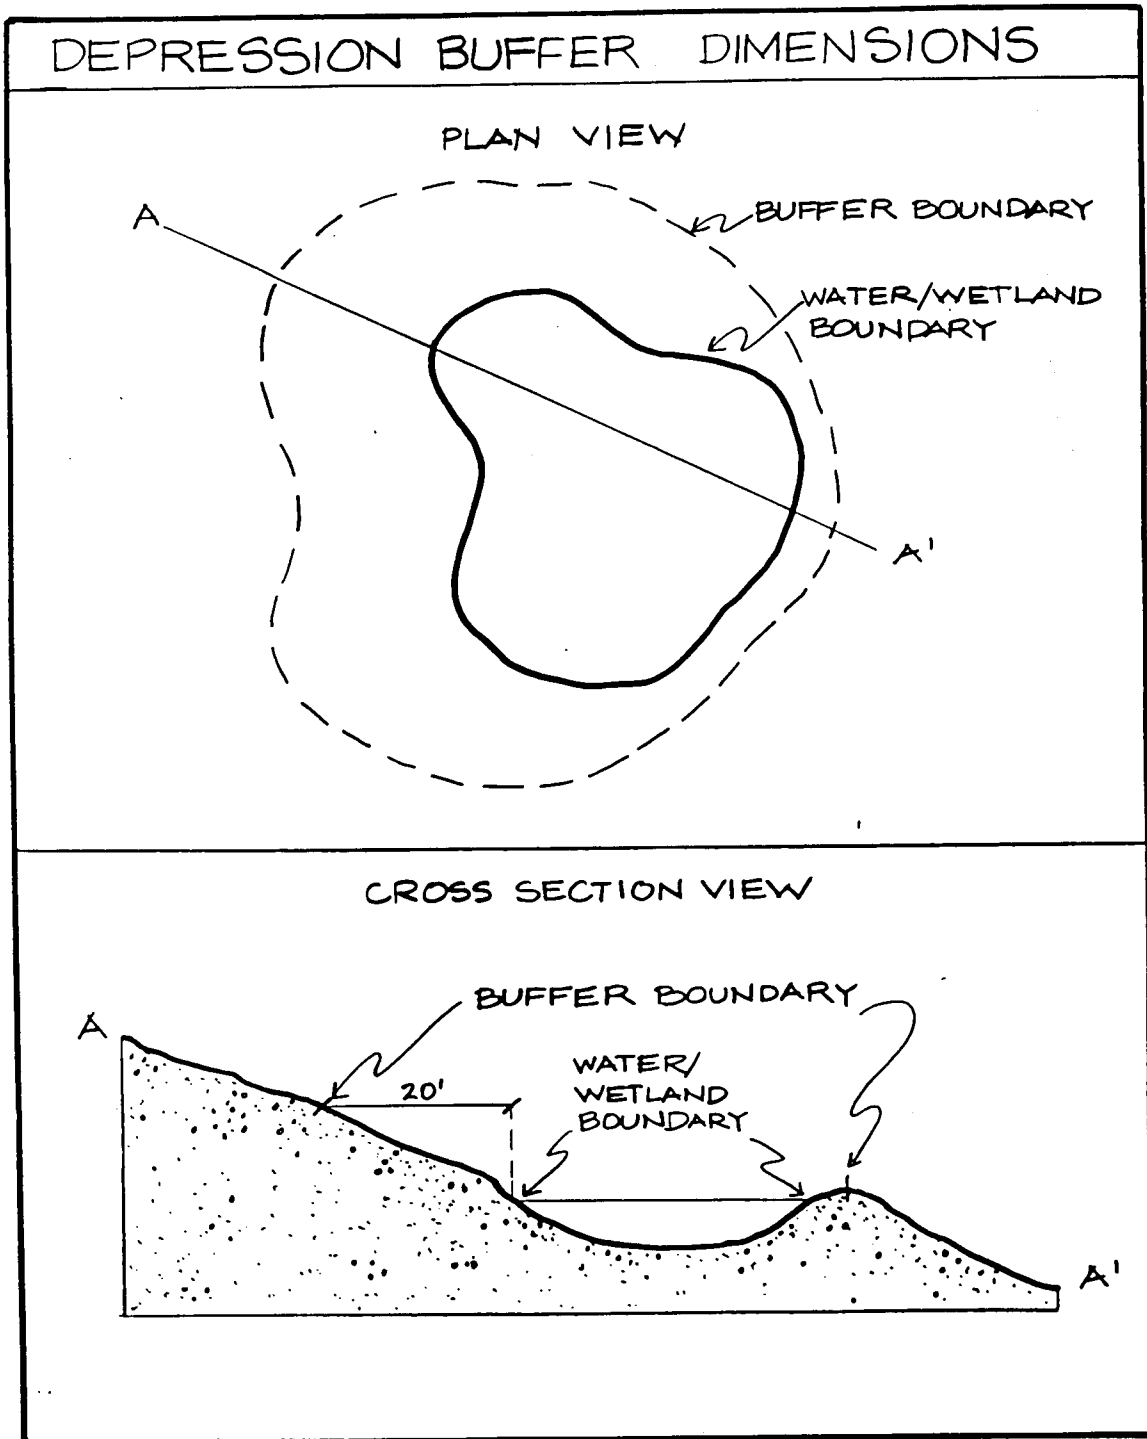 DEPRESSION BUFFER DIMENSIONS
PLAN VIEW
A
BUFFER BOUNDARY
WATER/WETLAND
BOUNDARY
A'
CROSS SECTION VIEW
BUFFER BOUNDARY
A
WATER/
WETLAND
BOUNDARY
20'
A'